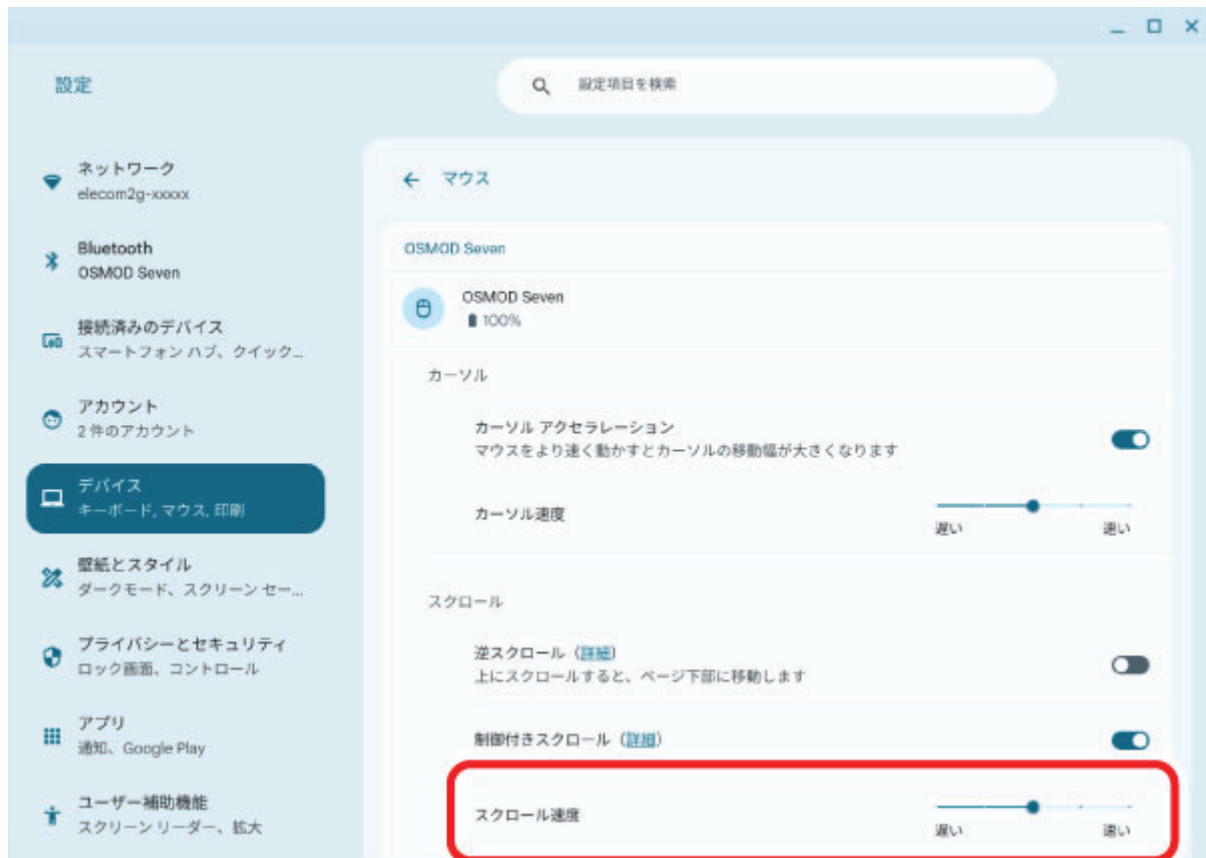 設定
設定項目を検索
ネットワーク
elecom2g-xxxxx
Bluetooth
OSMOD Seven
接続済みのデバイス
スマートフォン ハブ、クイック...
アカウント
2 件のアカウント
デバイス
キーボード, マウス, 印刷
壁紙とスタイル
ダークモード、スクリーン セー...
プライバシーとセキュリティ
ロック画面、コントロール
アプリ
通知、Google Play
ユーザー補助機能
スクリーン リーダー、拡大
マウス
OSMOD Seven
OSMOD Seven
100%
カーソル
カーソル アクセラレーション
マウスをより速く動かすとカーソルの移動幅が大きくなります
カーソル速度
遅い 速い
スクロール
逆スクロール（詳細）
上にスクロールすると、ページ下部に移動します
制御付きスクロール（詳細）
スクロール速度
遅い 速い